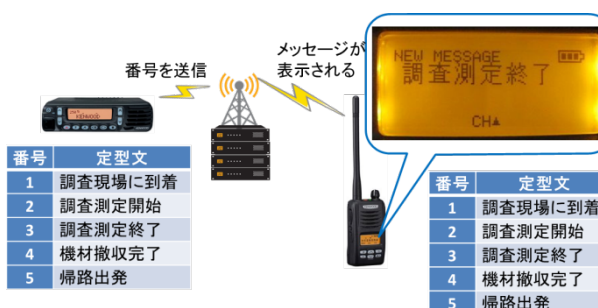 番号を送信
メッセージが
表示される
NEW MESSAGE
調査測定終了
CH▲
番号 定型文
1 調査現場に到着
2 調査測定開始
3 調査測定終了
4 機材撤収完了
5 帰路出発
番号 定型文
1 調査現場に到着
2 調査測定開始
3 調査測定終了
4 機材撤収完了
5 帰路出発